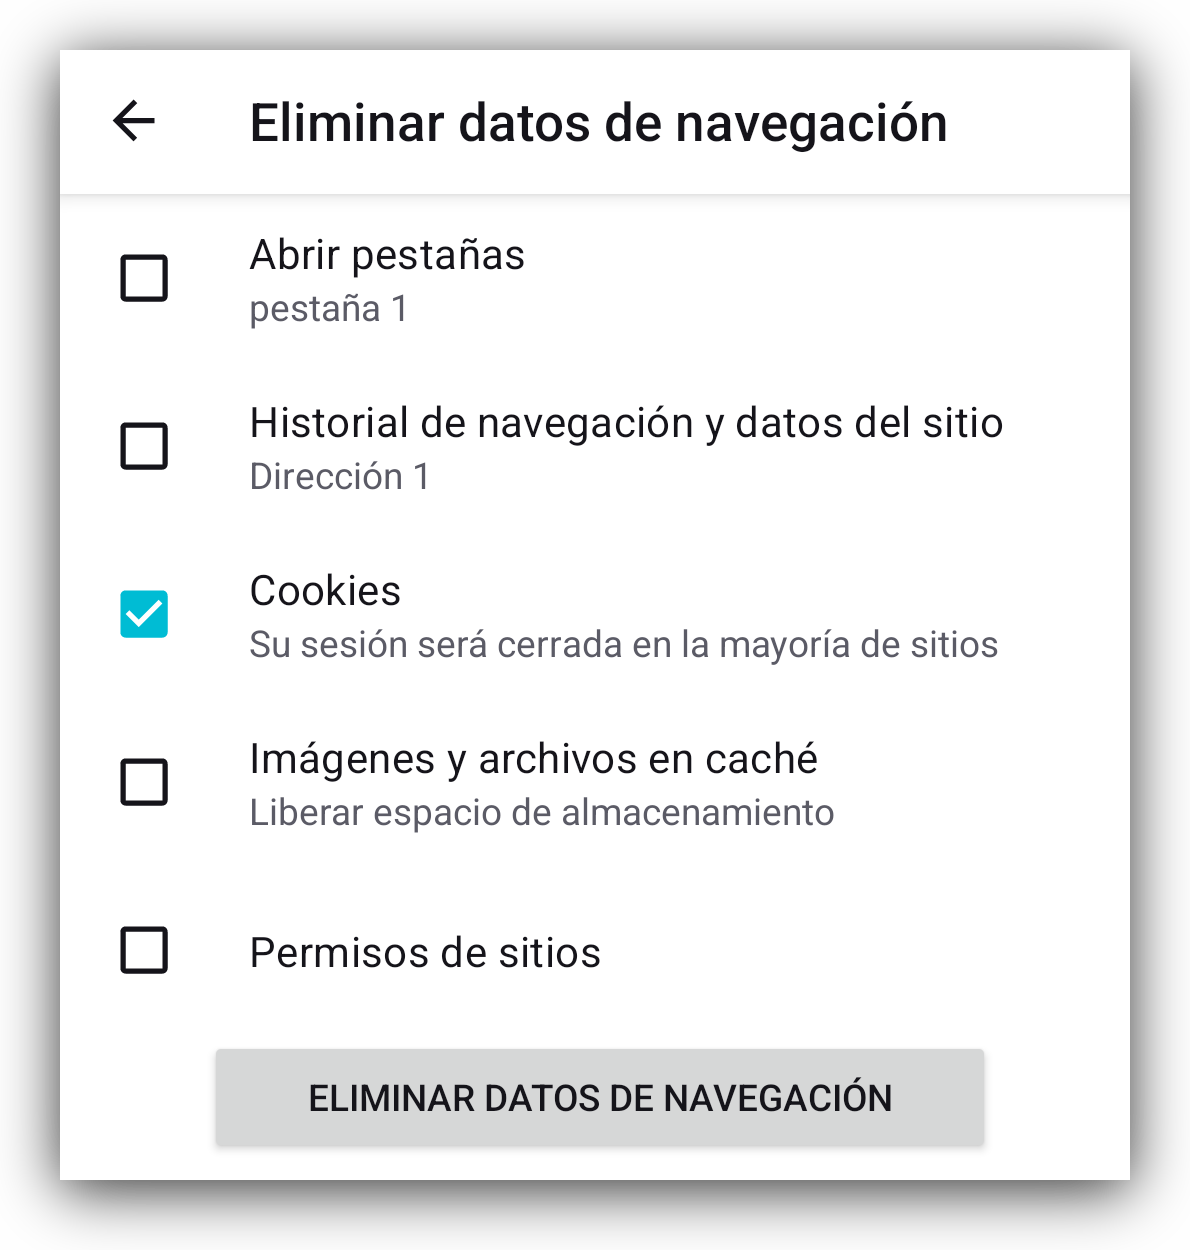 Eliminar datos de navegación
Abrir pestañas
pestaña 1
Historial de navegación y datos del sitio
Dirección 1
Cookies
Su sesión será cerrada en la mayoría de sitios
Imágenes y archivos en caché
Liberar espacio de almacenamiento
Permisos de sitios
ELIMINAR DATOS DE NAVEGACIÓN